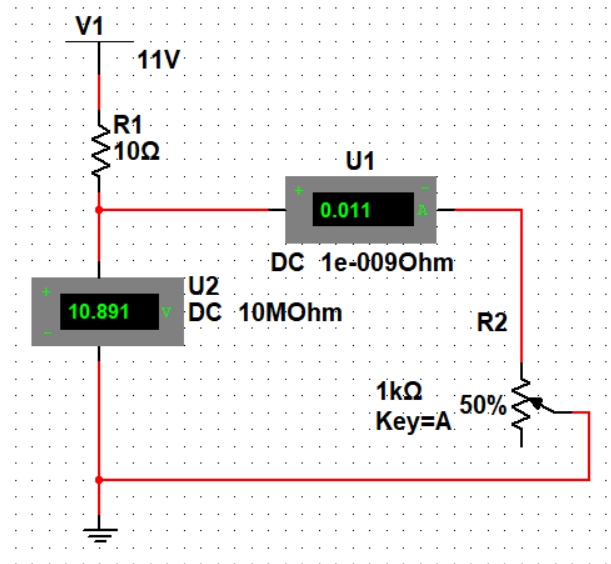 V1
11V
R1
10Ω
U1
+ -
0.011 A
DC 1e-009Ohm
U2
+
10.891 V
-
DC 10MOhm
R2
1kΩ
50%
Key=A